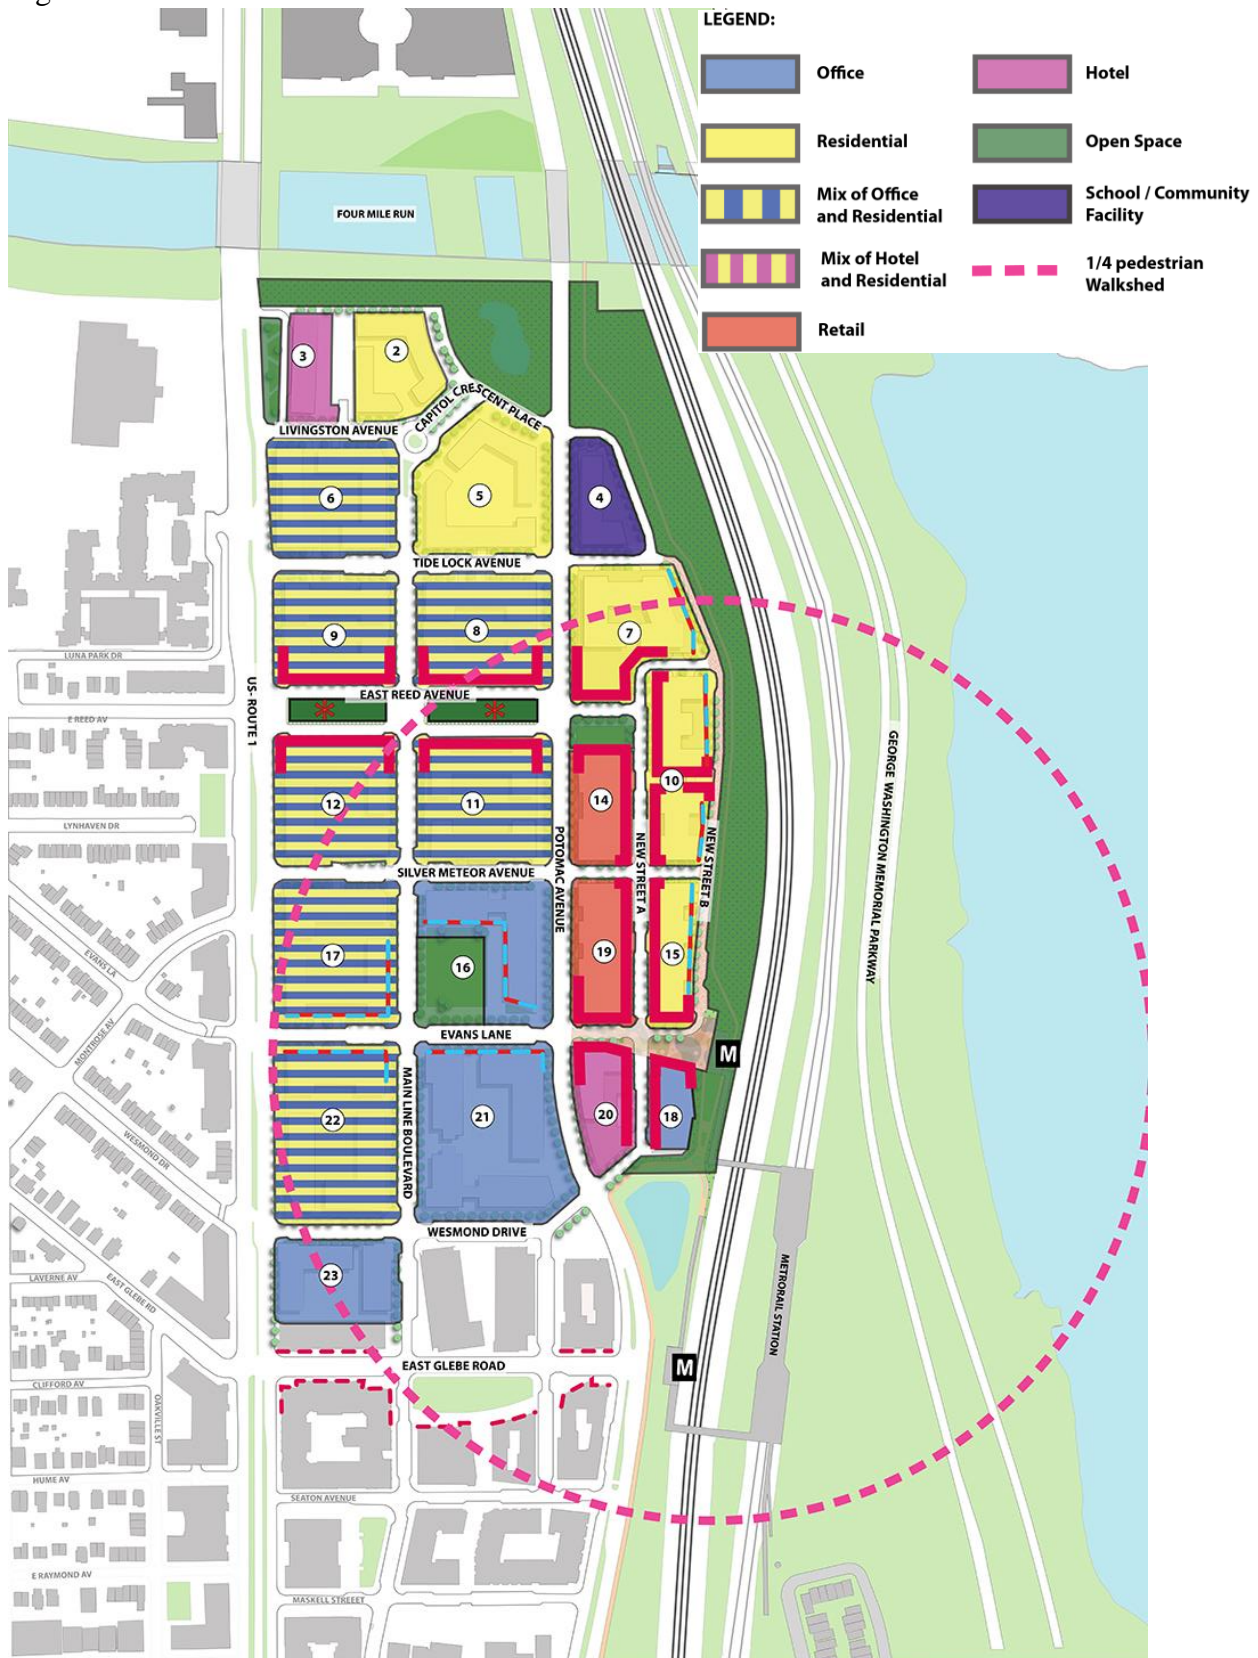 LEGEND:
Office
Hotel
Residential
Open Space
Mix of Office
and Residential
School / Community
Facility
Mix of Hotel
and Residential
1/4 pedestrian
Walkshed
Retail
FOUR MILE RUN
3
2
CAPITOL CRESCENT PLACE
LIVINGSTON AVENUE
6
5
4
TIDE LOCK AVENUE
9
8
7
LUNA PARK DR
US- ROUTE 1
EAST REED AVENUE
E REED AV
GEORGE WASHINGTON MEMORIAL PARKWAY
12
11
14
10
LYNHAVEN DR
POTOMAC AVENUE
NEW STREET A
NEW STREET B
SILVER METEOR AVENUE
17
16
19
15
EVANS LA
MONTROSE AV
EVANS LANE
M
MAIN LINE BOULEVARD
22
21
20
18
WESMOND DR
WESMOND DRIVE
23
LAVERNE AV
EAST GLEBE RD
METRORAIL STATION
EAST GLEBE ROAD
M
CLIFFORD AV
OAKVILLE ST
HUME AV
SEATON AVENUE
E RAYMOND AV
MASKELL STREEET